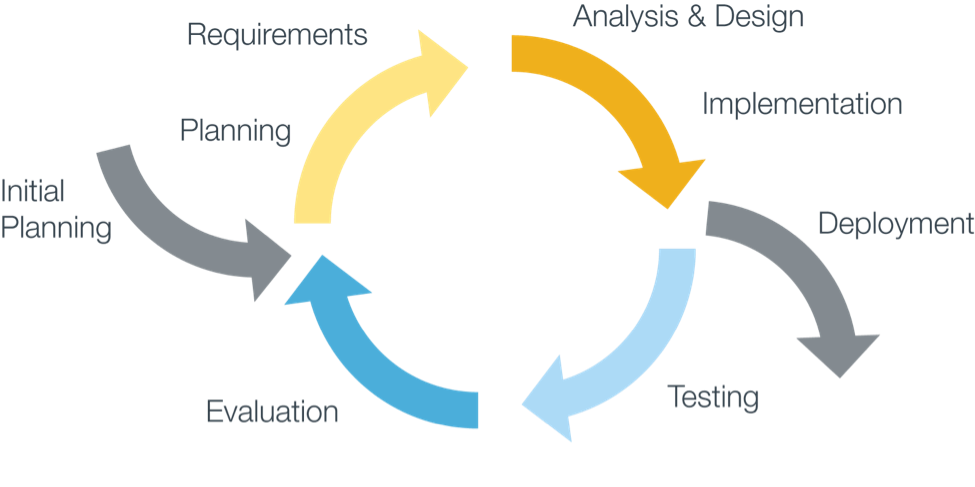 Analysis & Design
Requirements
Implementation
Planning
Initial
Planning
Deployment
Testing
Evaluation